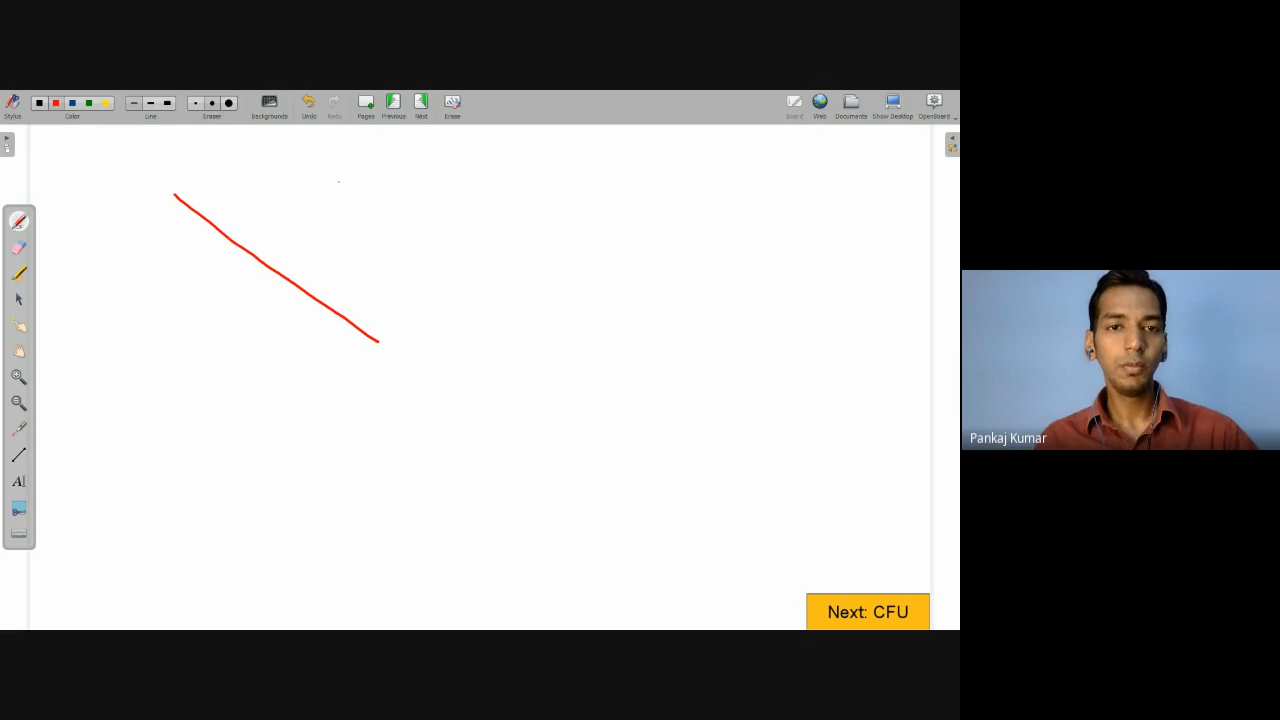 Stylus Color Line Eraser Backgrounds Undo Redo Pages Previous Next Erase Board Web Documents Show Desktop OpenBoard
A
Pankaj Kumar
Next: CFU